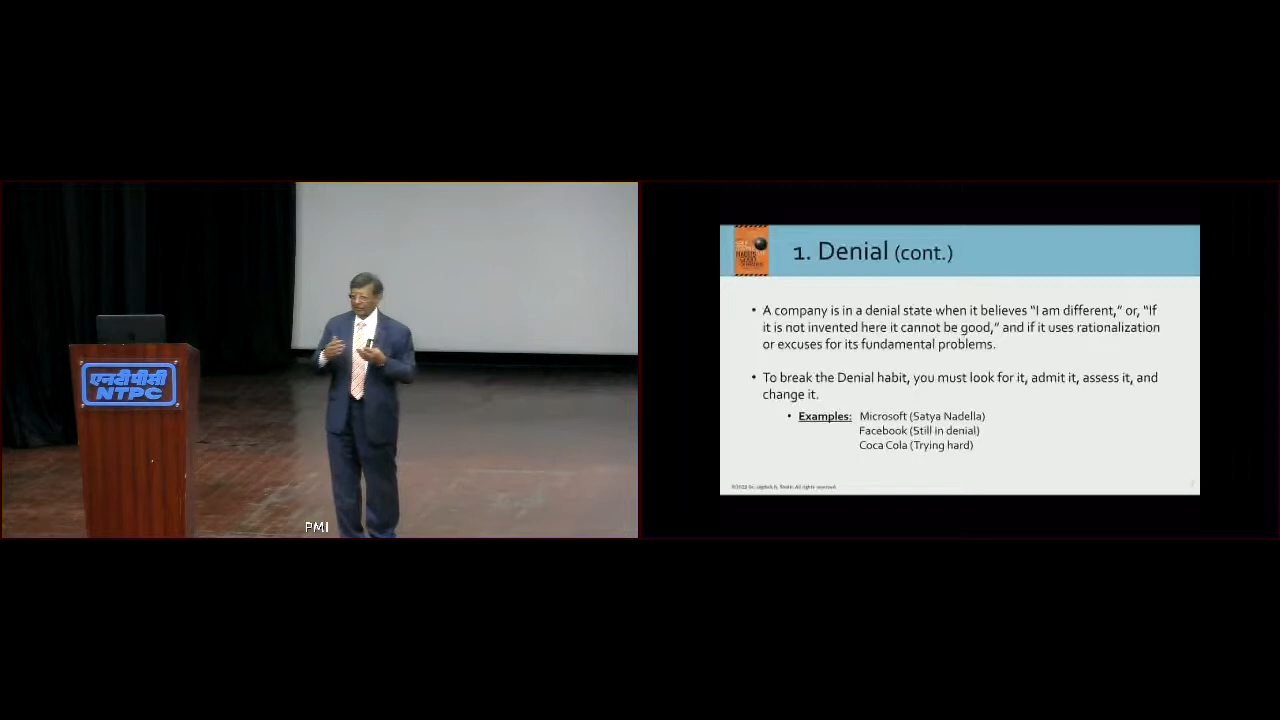 एनटीपीसी
NTPC
PMI
1. Denial (cont.)
• A company is in a denial state when it believes “I am different,” or, “If
it is not invented here it cannot be good,” and if it uses rationalization
or excuses for its fundamental problems.
• To break the Denial habit, you must look for it, admit it, assess it, and
change it.
• Examples: Microsoft (Satya Nadella)
Facebook (Still in denial)
Coca Cola (Trying hard)
All rights reserved.